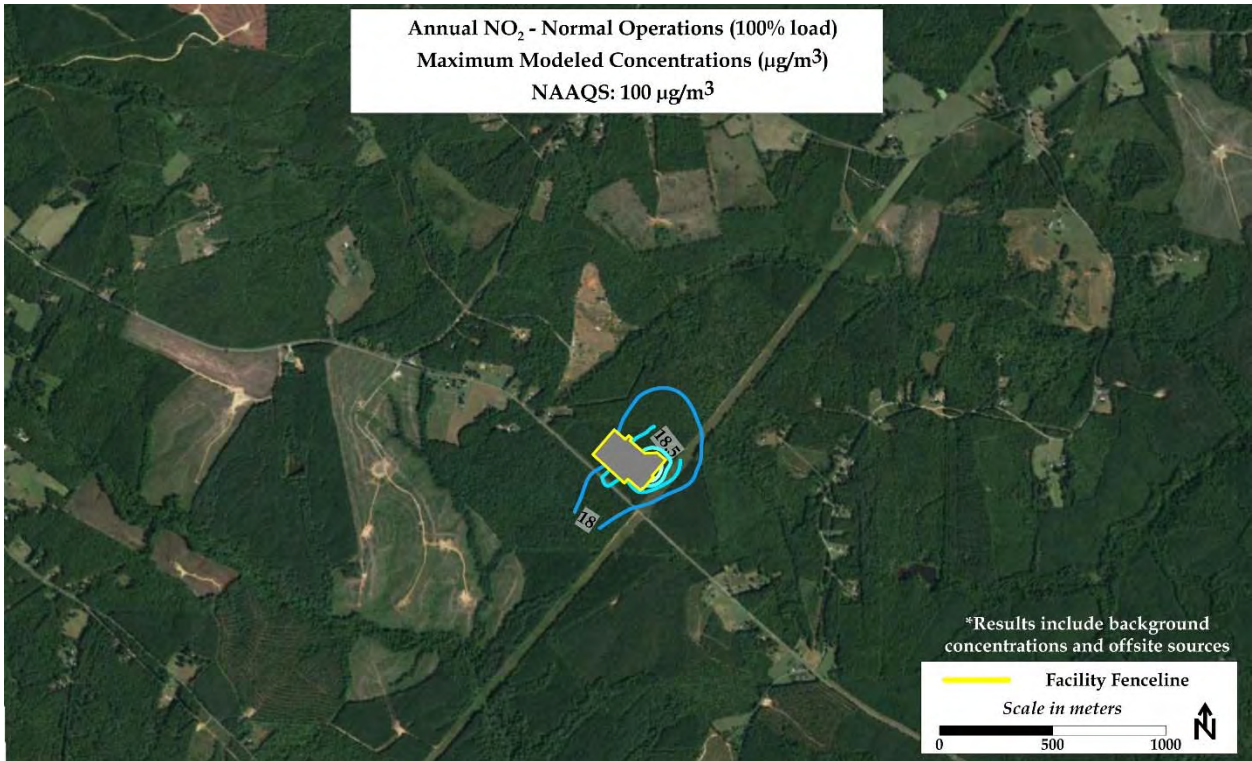 Annual NO₂ - Normal Operations (100% load)
Maximum Modeled Concentrations (µg/m³)
NAAQS: 100 µg/m³
18.5
18
*Results include background
concentrations and offsite sources
Facility Fenceline
Scale in meters
N
0 500 1000